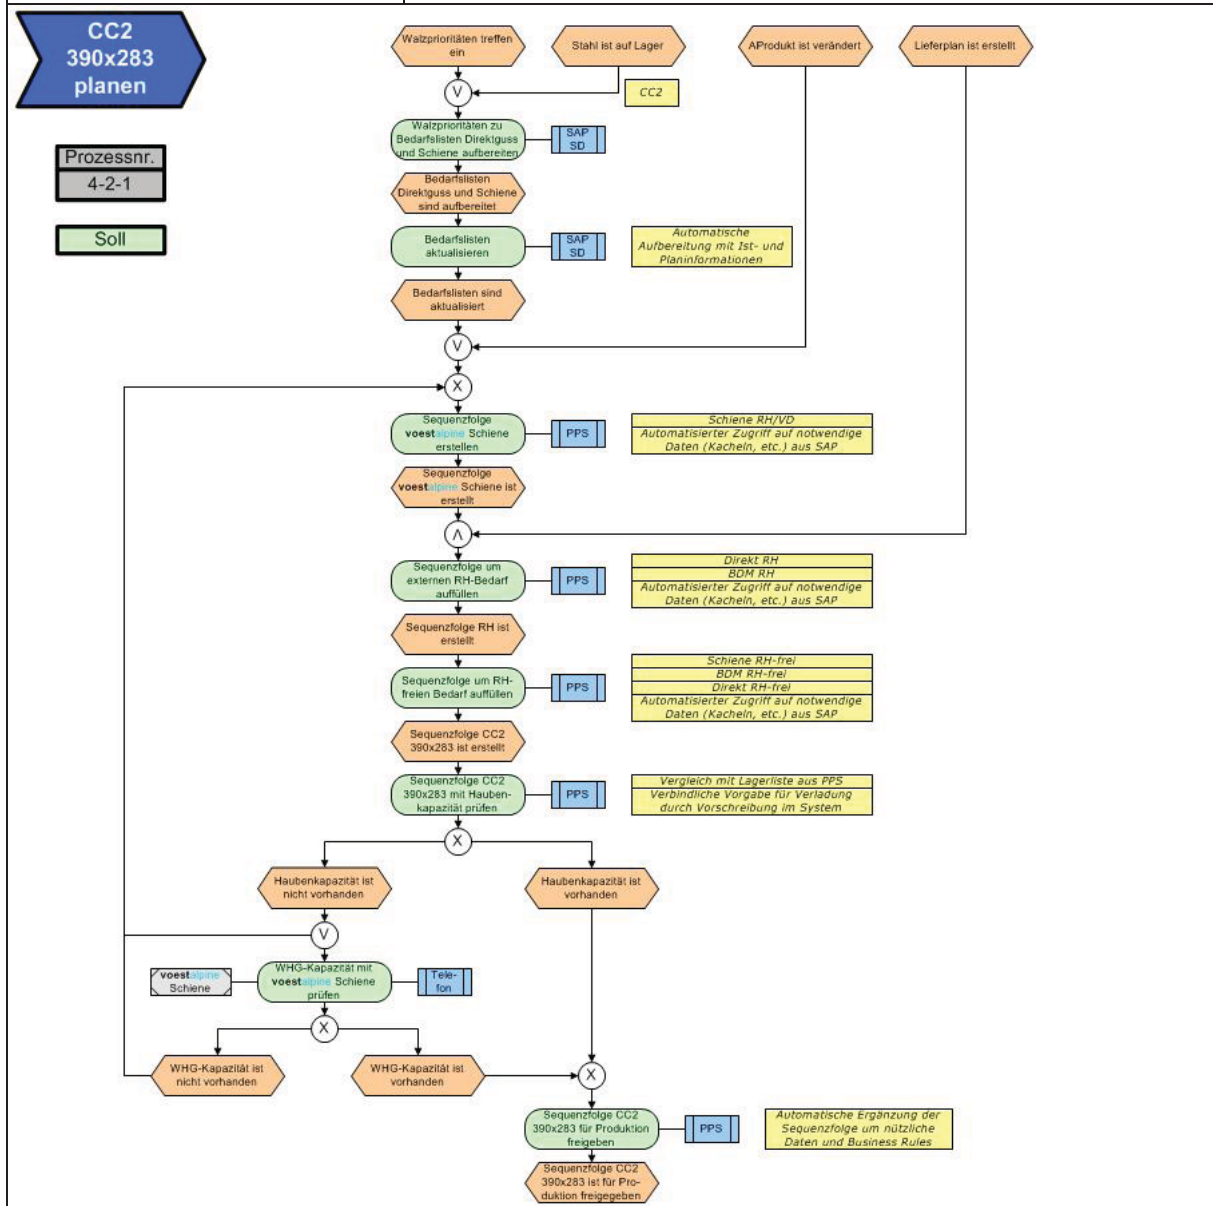 CC2
390x283
planen
Prozessnr.
4-2-1
Soll
Walzprioritäten treffen
ein
Stahl ist auf Lager
AProdukt ist verändert
Lieferplan ist erstellt
V
CC2
Walzprioritäten zu
Bedarfslisten Direktguss
und Schiene aufbereiten
SAP
SD
Bedarfslisten
Direktguss und Schiene
sind aufbereitet
Bedarfslisten
aktualisieren
SAP
SD
Automatische
Aufbereitung mit Ist- und
Planinformationen
Bedarfslisten sind
aktualisiert
V
X
Sequenzfolge
voestalpine Schiene
erstellen
PPS
Schiene RH/VD
Automatisierter Zugriff auf notwendige
Daten (Kacheln, etc.) aus SAP
Sequenzfolge
voestalpine Schiene ist
erstellt
Λ
Sequenzfolge um
externen RH-Bedarf
auffüllen
PPS
Direkt RH
BDM RH
Automatisierter Zugriff auf notwendige
Daten (Kacheln, etc.) aus SAP
Sequenzfolge RH ist
erstellt
Sequenzfolge um RH-
freien Bedarf auffüllen
PPS
Schiene RH-frei
BDM RH-frei
Direkt RH-frei
Automatisierter Zugriff auf notwendige
Daten (Kacheln, etc.) aus SAP
Sequenzfolge CC2
390x283 ist erstellt
Sequenzfolge CC2
390x283 mit Hauben-
kapazität prüfen
PPS
Vergleich mit Lagerliste aus PPS
Verbindliche Vorgabe für Verladung
durch Vorschreibung im System
X
Haubenkapazität ist
nicht vorhanden
Haubenkapazität ist
vorhanden
V
voestalpine
Schiene
WHG-Kapazität mit
voestalpine Schiene
prüfen
Tele-
fon
X
WHG-Kapazität ist
nicht vorhanden
WHG-Kapazität ist
vorhanden
X
Sequenzfolge CC2
390x283 für Produktion
freigeben
PPS
Automatische Ergänzung der
Sequenzfolge um nützliche
Daten und Business Rules
Sequenzfolge CC2
390x283 ist für Pro-
duktion freigegeben